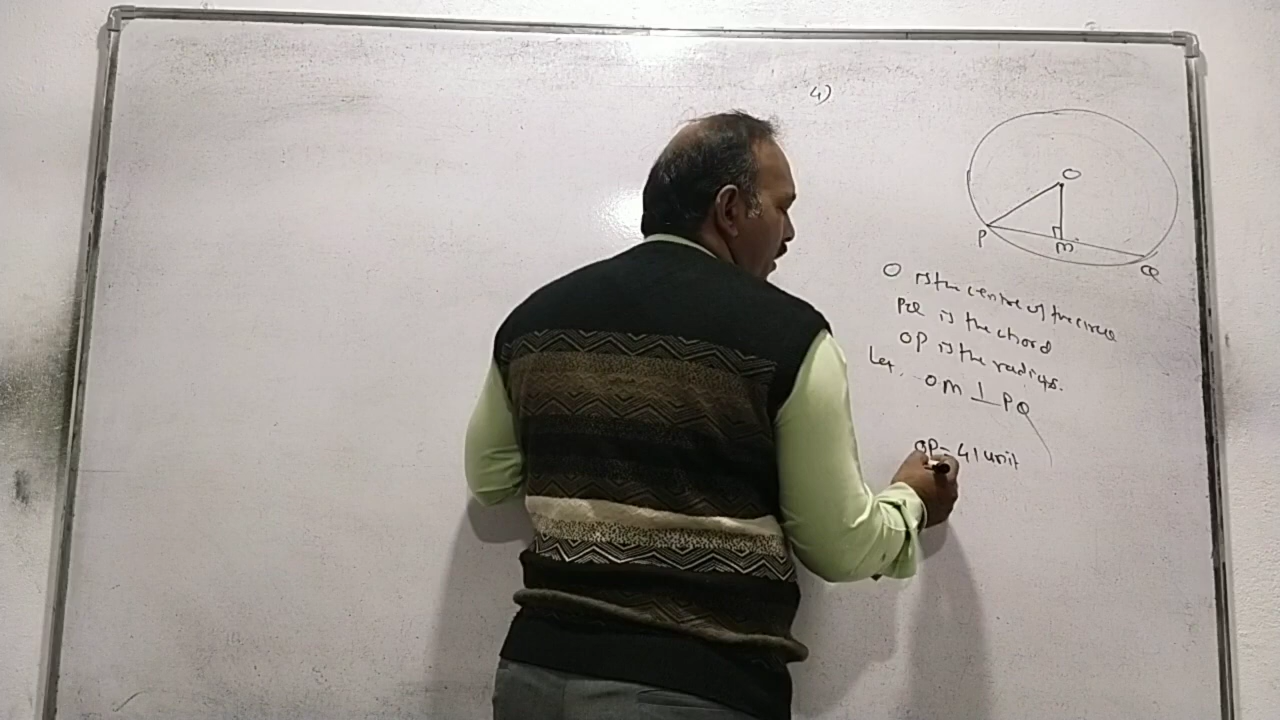 4)
O
P
M
Q
O is the centre of the circle
PQ is the chord
OP is the radius.
Let OM ⊥ PQ
OP = 41 unit